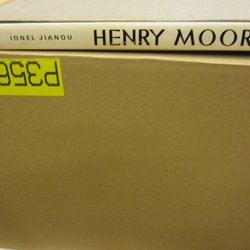 IONEL JIANOU HENRY MOOR
P356